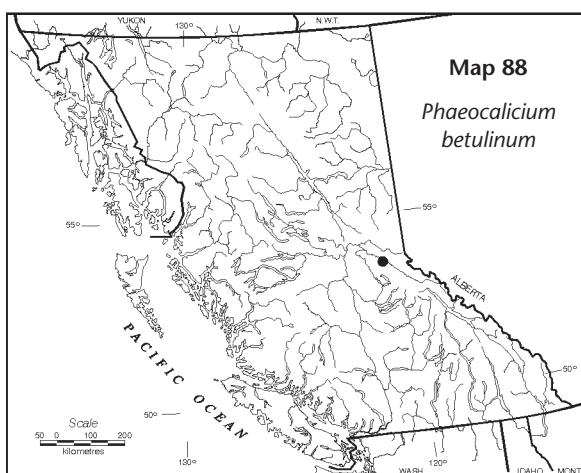 YUKON
130°
N.W.T.
Map 88
Phaeocalicium
betulinum
55°
55°
ALBERTA
PACIFIC OCEAN
50°
50°
Scale
50 0 100 200
kilometres
130°
120°
WASH
IDAHO
MONT